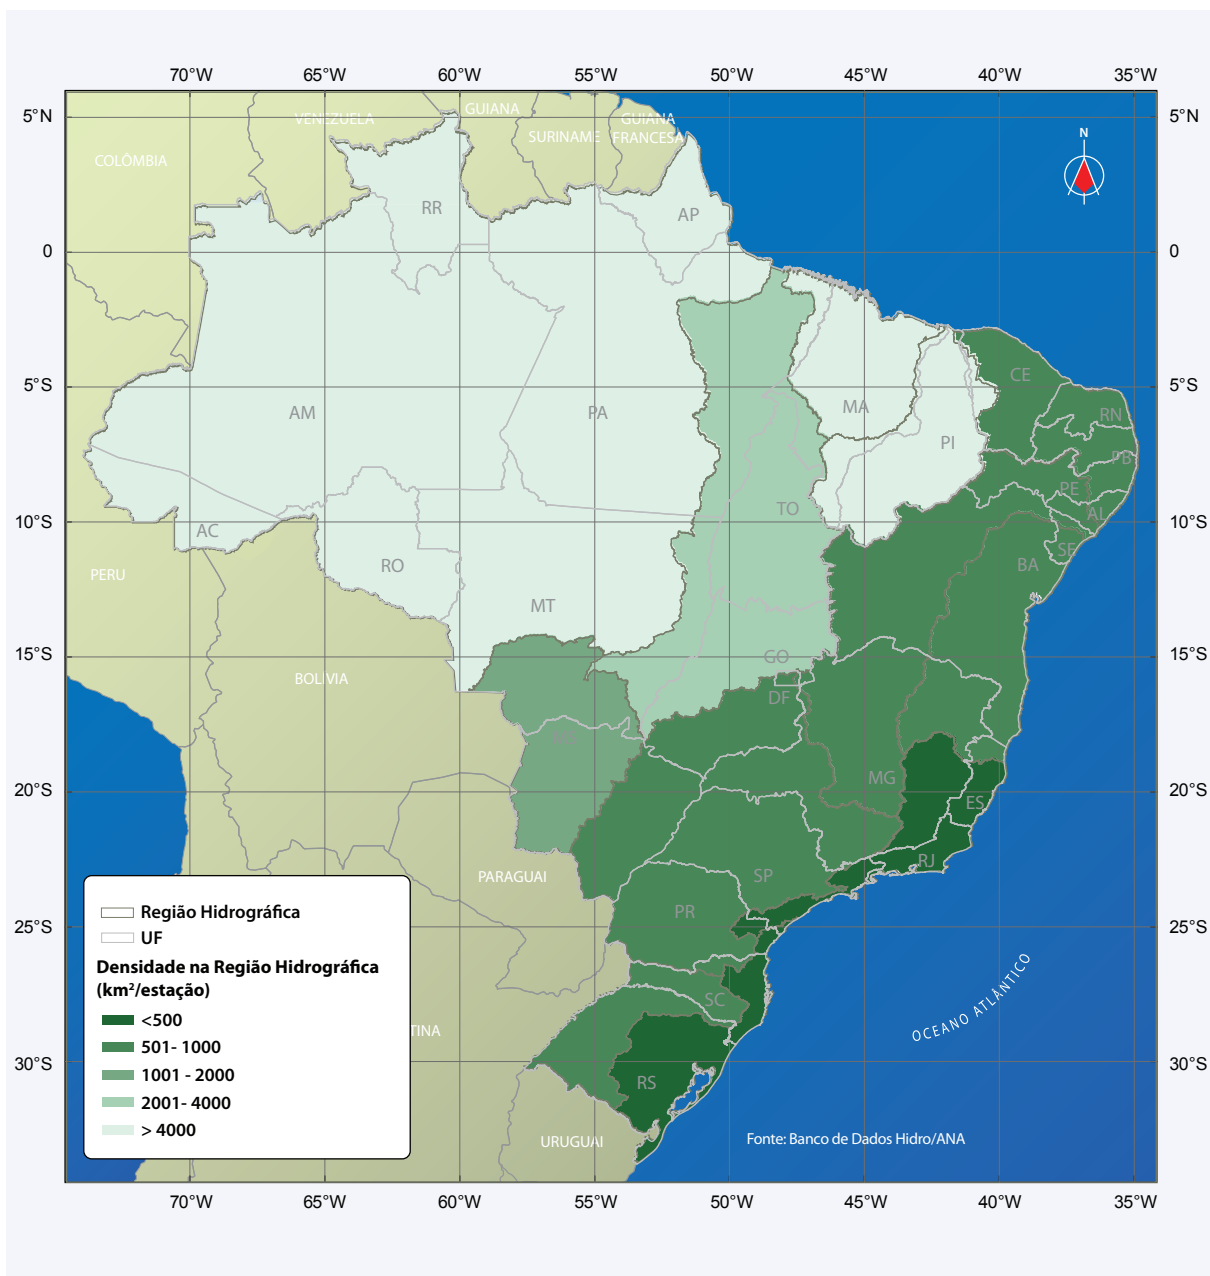 70°W 65°W 60°W 55°W 50°W 45°W 40°W 35°W
5°N
5°N
VENEZUELA
GUIANA
SURINAME
GUIANA
FRANCESA
COLÔMBIA
N
RR
AP
0
0
5°S
5°S
CE
AM
PA
MA
RN
PI
PB
PE
TO
AL
10°S
10°S
AC
SE
RO
BA
PERU
MT
15°S
15°S
GO
BOLÍVIA
DF
MS
MG
20°S
20°S
ES
RJ
PARAGUAI
SP
PR
25°S
25°S
SC
OCEANO ATLÂNTICO
TINA
30°S
30°S
RS
URUGUAI
Fonte: Banco de Dados Hidro/ANA
Região Hidrográfica
UF
Densidade na Região Hidrográfica
(km²/estação)
<500
501- 1000
1001 - 2000
2001- 4000
> 4000
70°W 65°W 60°W 55°W 50°W 45°W 40°W 35°W